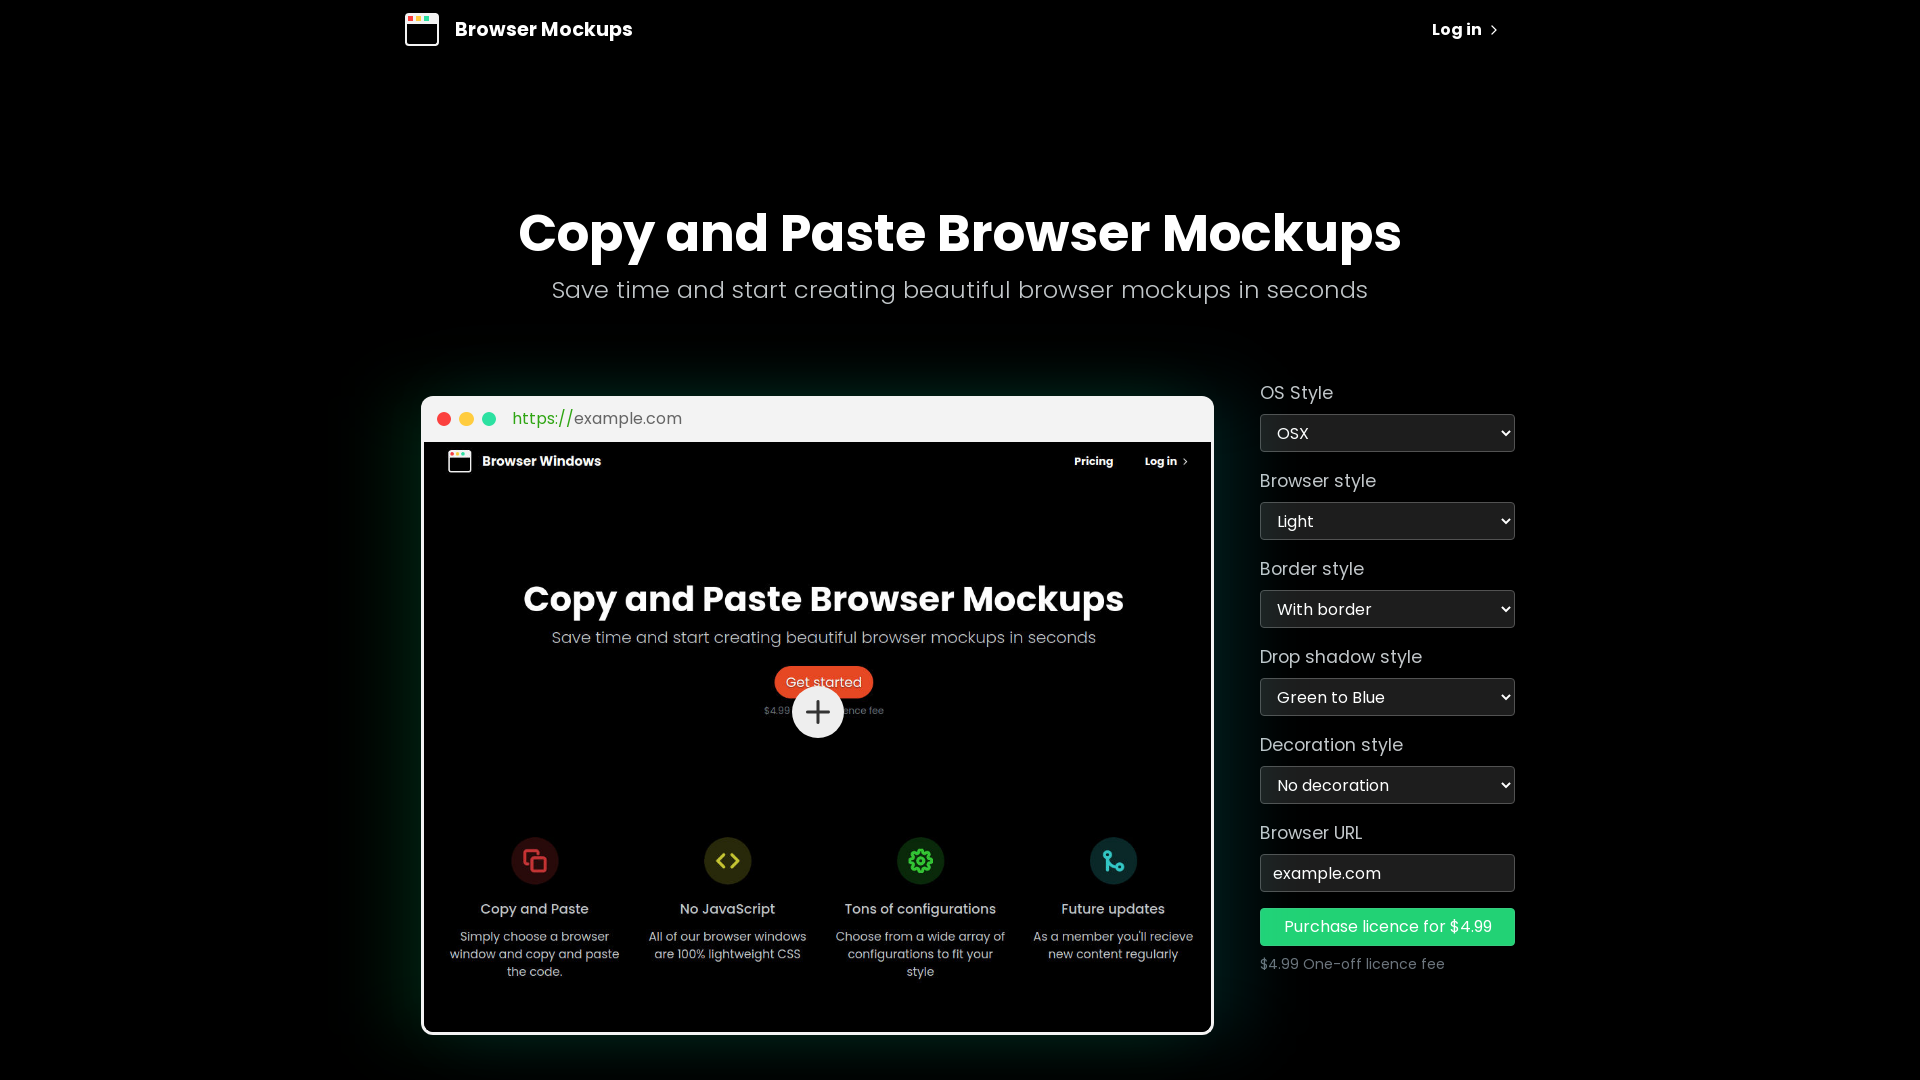 Browser Mockups
Log in
Copy and Paste Browser Mockups
Save time and start creating beautiful browser mockups in seconds
https://example.com
Browser Windows
Pricing
Log in
Copy and Paste Browser Mockups
Save time and start creating beautiful browser mockups in seconds
Get started
$4.99
fee
Copy and Paste
Simply choose a browser
window and copy and paste
the code.
No JavaScript
All of our browser windows
are 100% lightweight CSS
Tons of configurations
Choose from a wide array of
configurations to fit your
style
Future updates
As a member you'll recieve
new content regularly
OS Style
OSX
Browser style
Light
Border style
With border
Drop shadow style
Green to Blue
Decoration style
No decoration
Browser URL
example.com
Purchase licence for $4.99
$4.99 One-off licence fee